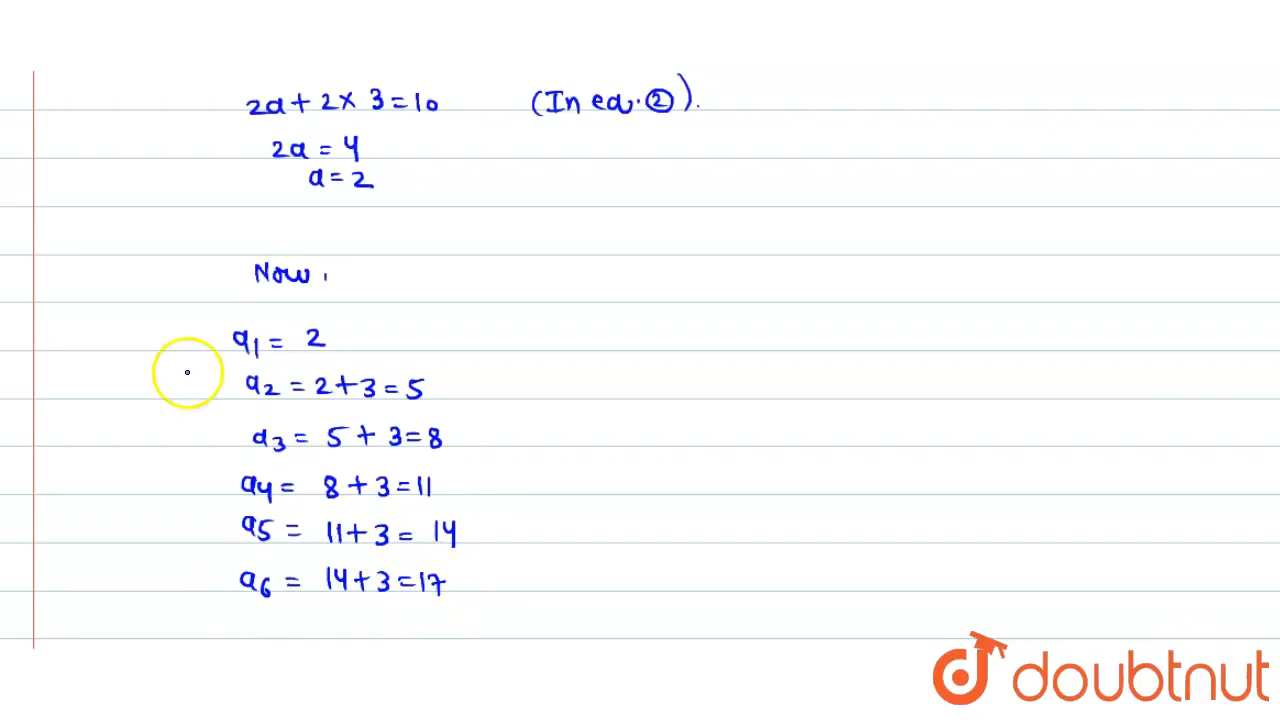 2a + 2 × 3 = 10 (In eq. ②).
2a = 4
a = 2
Now,
a1 = 2
a2 = 2 + 3 = 5
a3 = 5 + 3 = 8
a4 = 8 + 3 = 11
a5 = 11 + 3 = 14
a6 = 14 + 3 = 17
doubtnut